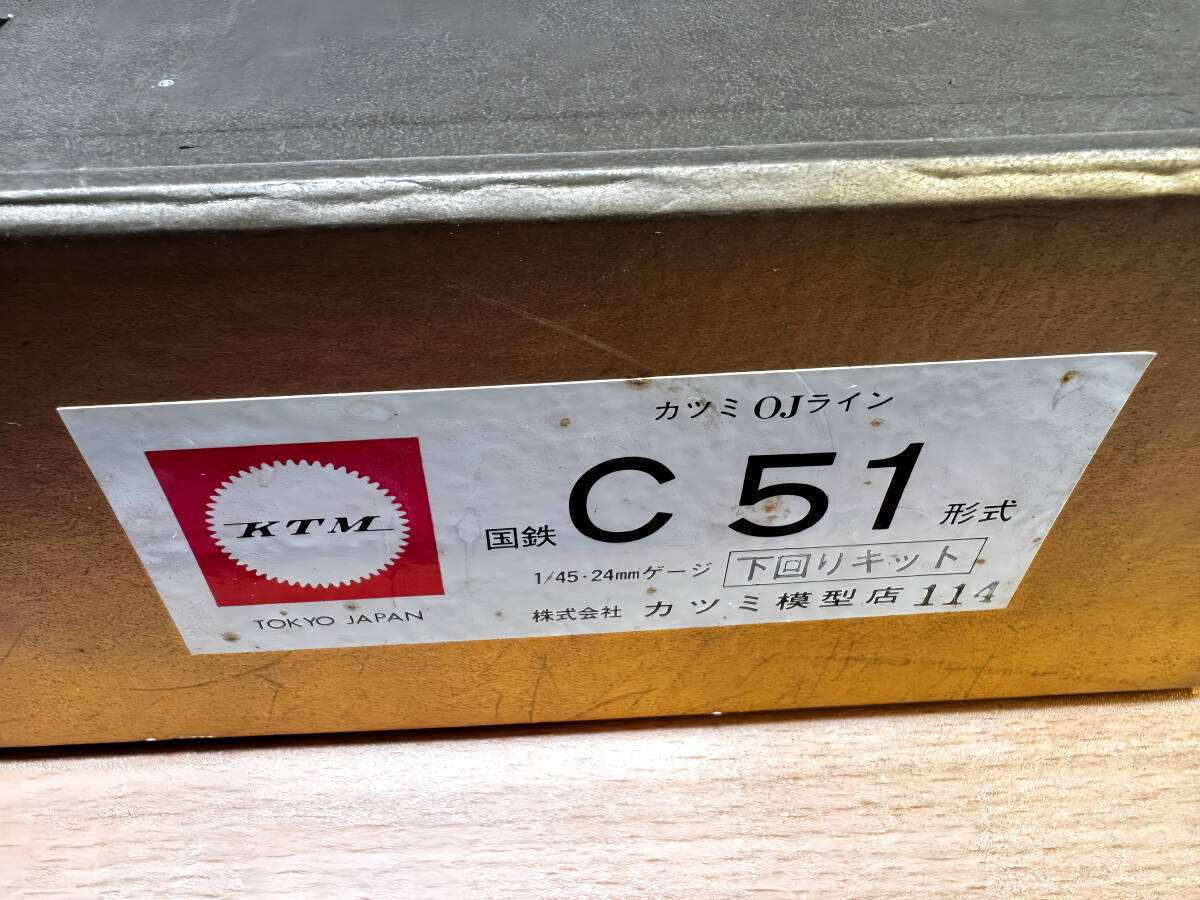 カツミ OJライン
KTM
国鉄 C 51 形式
1/45・24mmゲージ 下回りキット
株式会社 カツミ模型店 114
TOKYO JAPAN